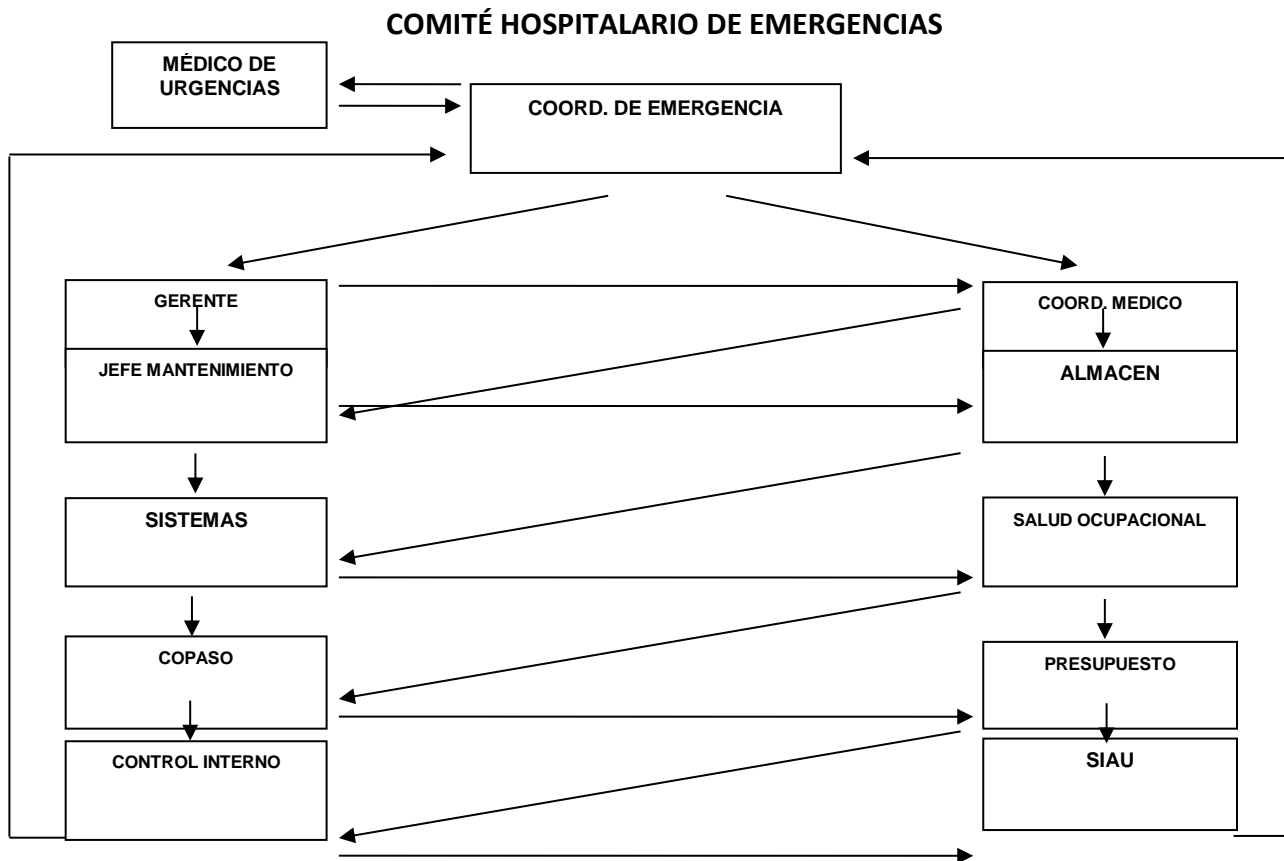 COMITÉ HOSPITALARIO DE EMERGENCIAS
MÉDICO DE
URGENCIAS
COORD. DE EMERGENCIA
GERENTE
COORD. MEDICO
JEFE MANTENIMIENTO
ALMACEN
SISTEMAS
SALUD OCUPACIONAL
COPASO
PRESUPUESTO
CONTROL INTERNO
SIAU